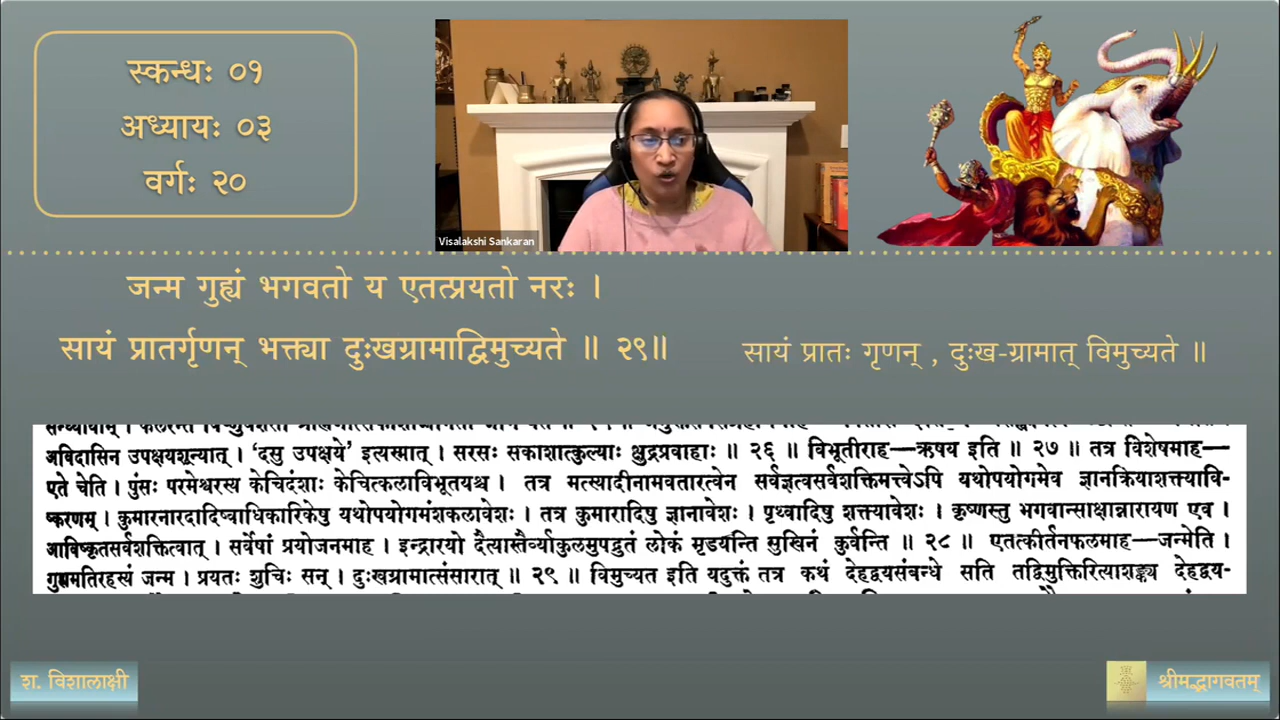 स्कन्धः ०१
अध्यायः ०३
वर्गः २०
Visalakshi Sankaran
जन्म गुह्यं भगवतो य एतत्प्रयतो नरः ।
सायं प्रातर्गृणन् भक्त्या दुःखग्रामाद्विमुच्यते ॥ २९॥
सायं प्रातः गृणन् , दुःख-ग्रामात् विमुच्यते ॥
अविदासिन उपक्षयशून्यात् । ‘दसु उपक्षये’ इत्यस्मात् । सरसः सकाशात्कुल्याः क्षुद्रप्रवाहाः ॥ २६ ॥ विभूतीराह—ऋषय इति ॥ २७ ॥ तत्र विशेषमाह—
एते चेति । पुंसः परमेश्वरस्य केचिदंशाः केचित्कलाविभूतयश्च । तत्र मत्स्यादीनामवतारत्वेन सर्वज्ञत्वसर्वशक्तिमत्त्वेऽपि यथोपयोगमेव ज्ञानक्रियाशक्त्यावि-
ष्करणम् । कुमारनारदादिष्वाधिकारिकेषु यथोपयोगमंशकलावेशः । तत्र कुमारादिषु ज्ञानावेशः । पृथ्वादिषु शक्त्यावेशः । कृष्णस्तु भगवान्साक्षान्नारायण एव ।
आविष्कृतसर्वशक्तित्वात् । सर्वेषां प्रयोजनमाह । इन्द्रारयो दैत्यास्तैर्व्याकुलमुपद्रुतं लोकं मृडयन्ति सुखिनं कुर्वन्ति ॥ २८ ॥ एतत्कीर्तनफलमाह—जन्मेति ।
गुह्यमतिरहस्यं जन्म । प्रयतः शुचिः सन् । दुःखग्रामात्संसारात् ॥ २९ ॥ विमुच्यत इति यदुक्तं तत्र कथं देहद्वयसंबन्धे सति तद्विमुक्तिरित्याशङ्क्य देहद्वय-
श. विशालाक्षी
श्रीमद्भागवतम्